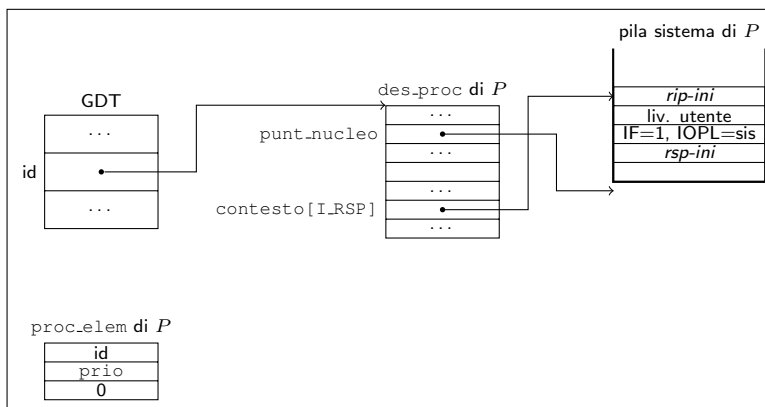 pila sistema di P
rip-ini
liv. utente
IF=1, IOPL=sis
rsp-ini
GDT
...
id
...
des_proc di P
...
punt_nucleo
...
...
contesto[I_RSP]
...
proc_elem di P
id
prio
0